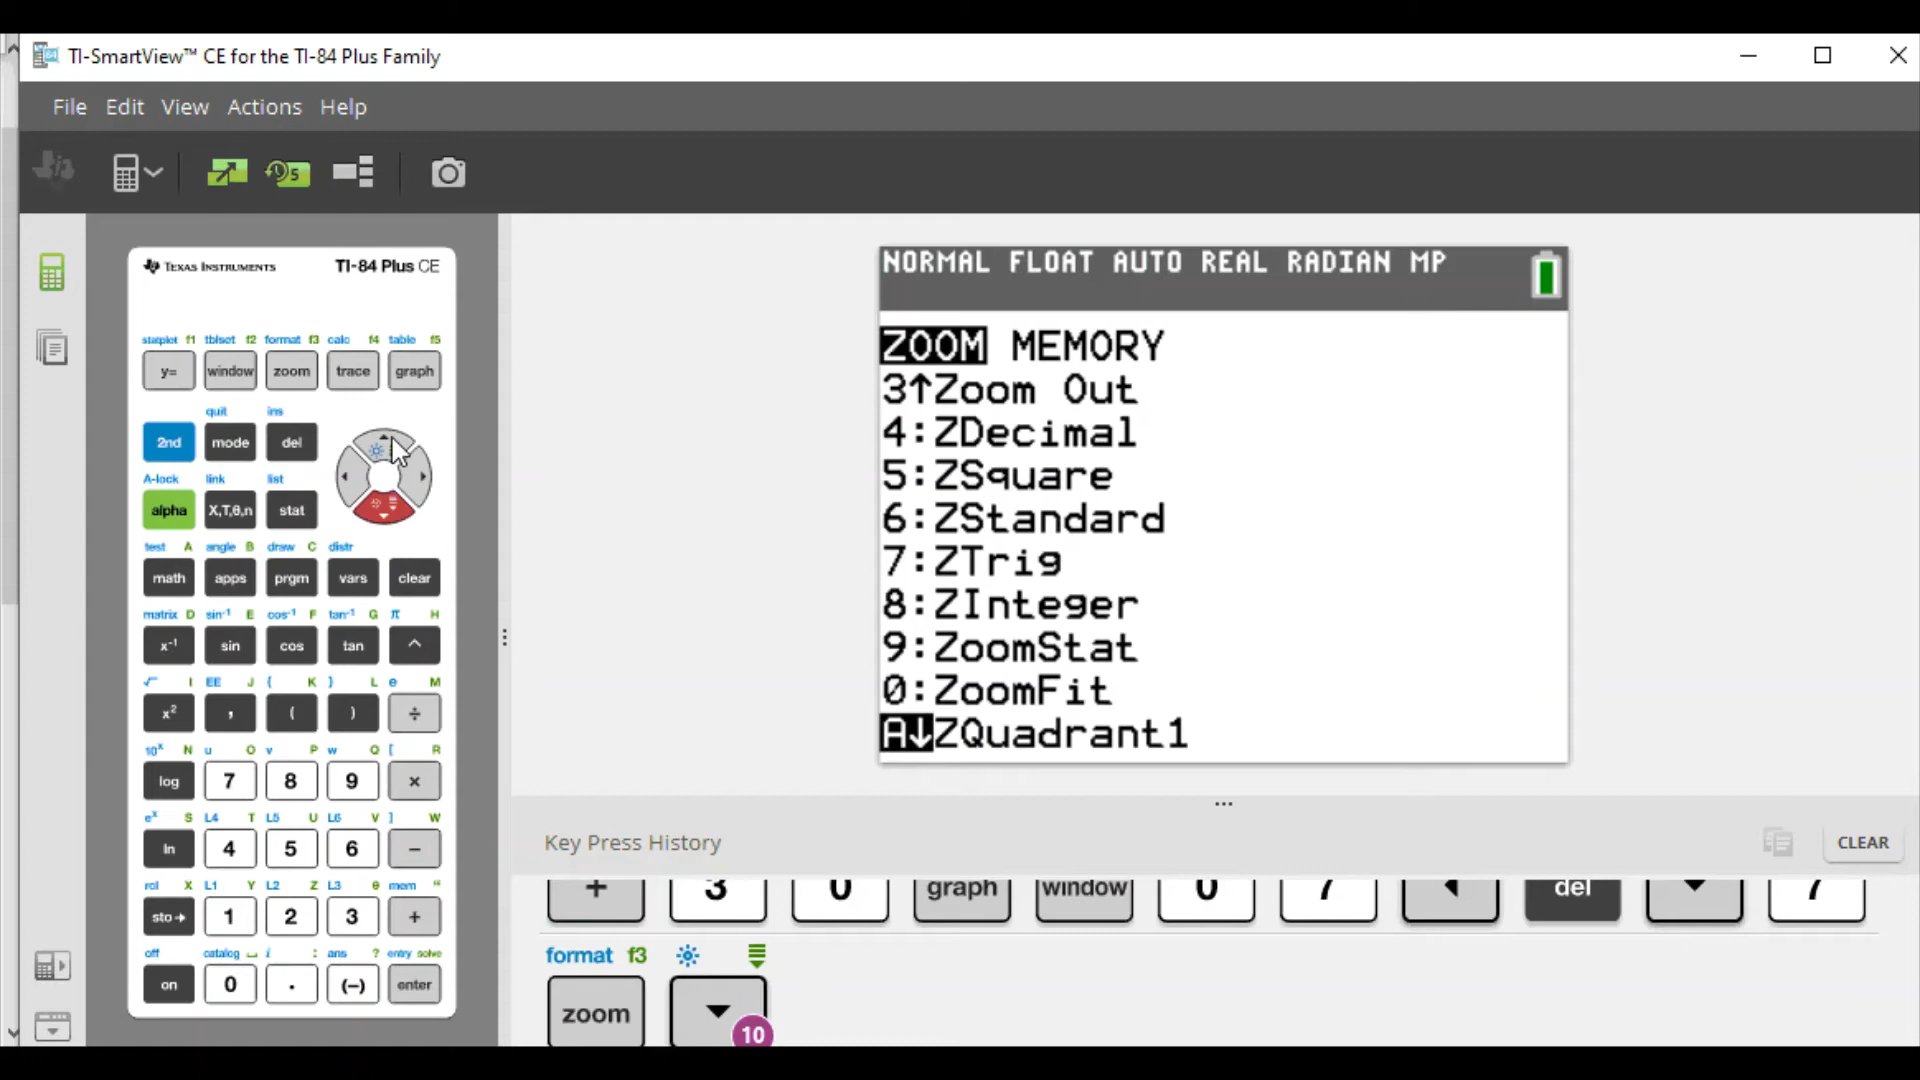 TI-SmartView™ CE for the TI-84 Plus Family
File Edit View Actions Help
TEXAS INSTRUMENTS TI-84 Plus CE
statplot f1 tblset f2 format f3 calc f4 table f5
y= window zoom trace graph
quit ins
2nd mode del
A-lock link list
alpha X,T,θ,n stat
test A angle B draw C distr
math apps prgm vars clear
matrix D sin-1 E cos-1 F tan-1 G π H
x-1 sin cos tan ^
√ I EE J { K } L e M
x² , ( ) ÷
10x N u O v P w Q [ R
log 7 8 9 ×
ex S L4 T L5 U L6 V ] W
ln 4 5 6 −
rcl X L1 Y L2 Z L3 θ mem "
sto→ 1 2 3 +
off catalog ⎵ i : ans ? entry solve
on 0 . (−) enter
NORMAL FLOAT AUTO REAL RADIAN MP
ZOOM MEMORY
3↑Zoom Out
4:ZDecimal
5:ZSquare
6:ZStandard
7:ZTrig
8:ZInteger
9:ZoomStat
0:ZoomFit
A↓ZQuadrant1
Key Press History CLEAR
+ 3 0 graph window 0 7 del 7
format f3
zoom 10